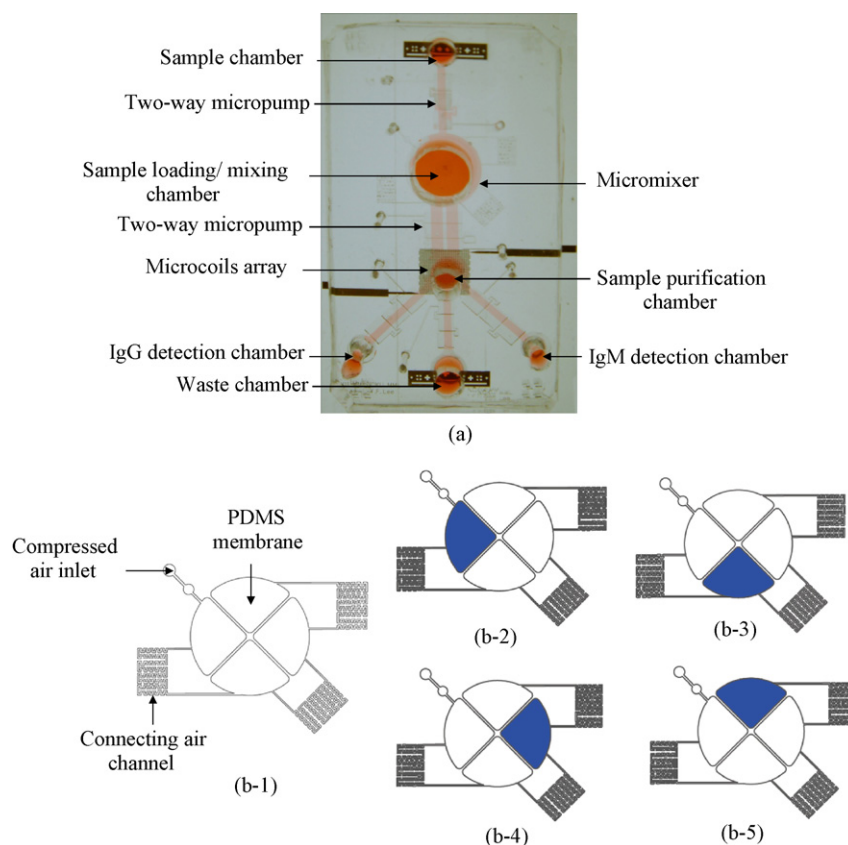 Sample chamber
Two-way micropump
Sample loading/ mixing
chamber
Micromixer
Two-way micropump
Microcoils array
Sample purification
chamber
IgG detection chamber
IgM detection chamber
Waste chamber
(a)
Compressed
air inlet
PDMS
membrane
Connecting air
channel
(b-1)
(b-2)
(b-3)
(b-4)
(b-5)